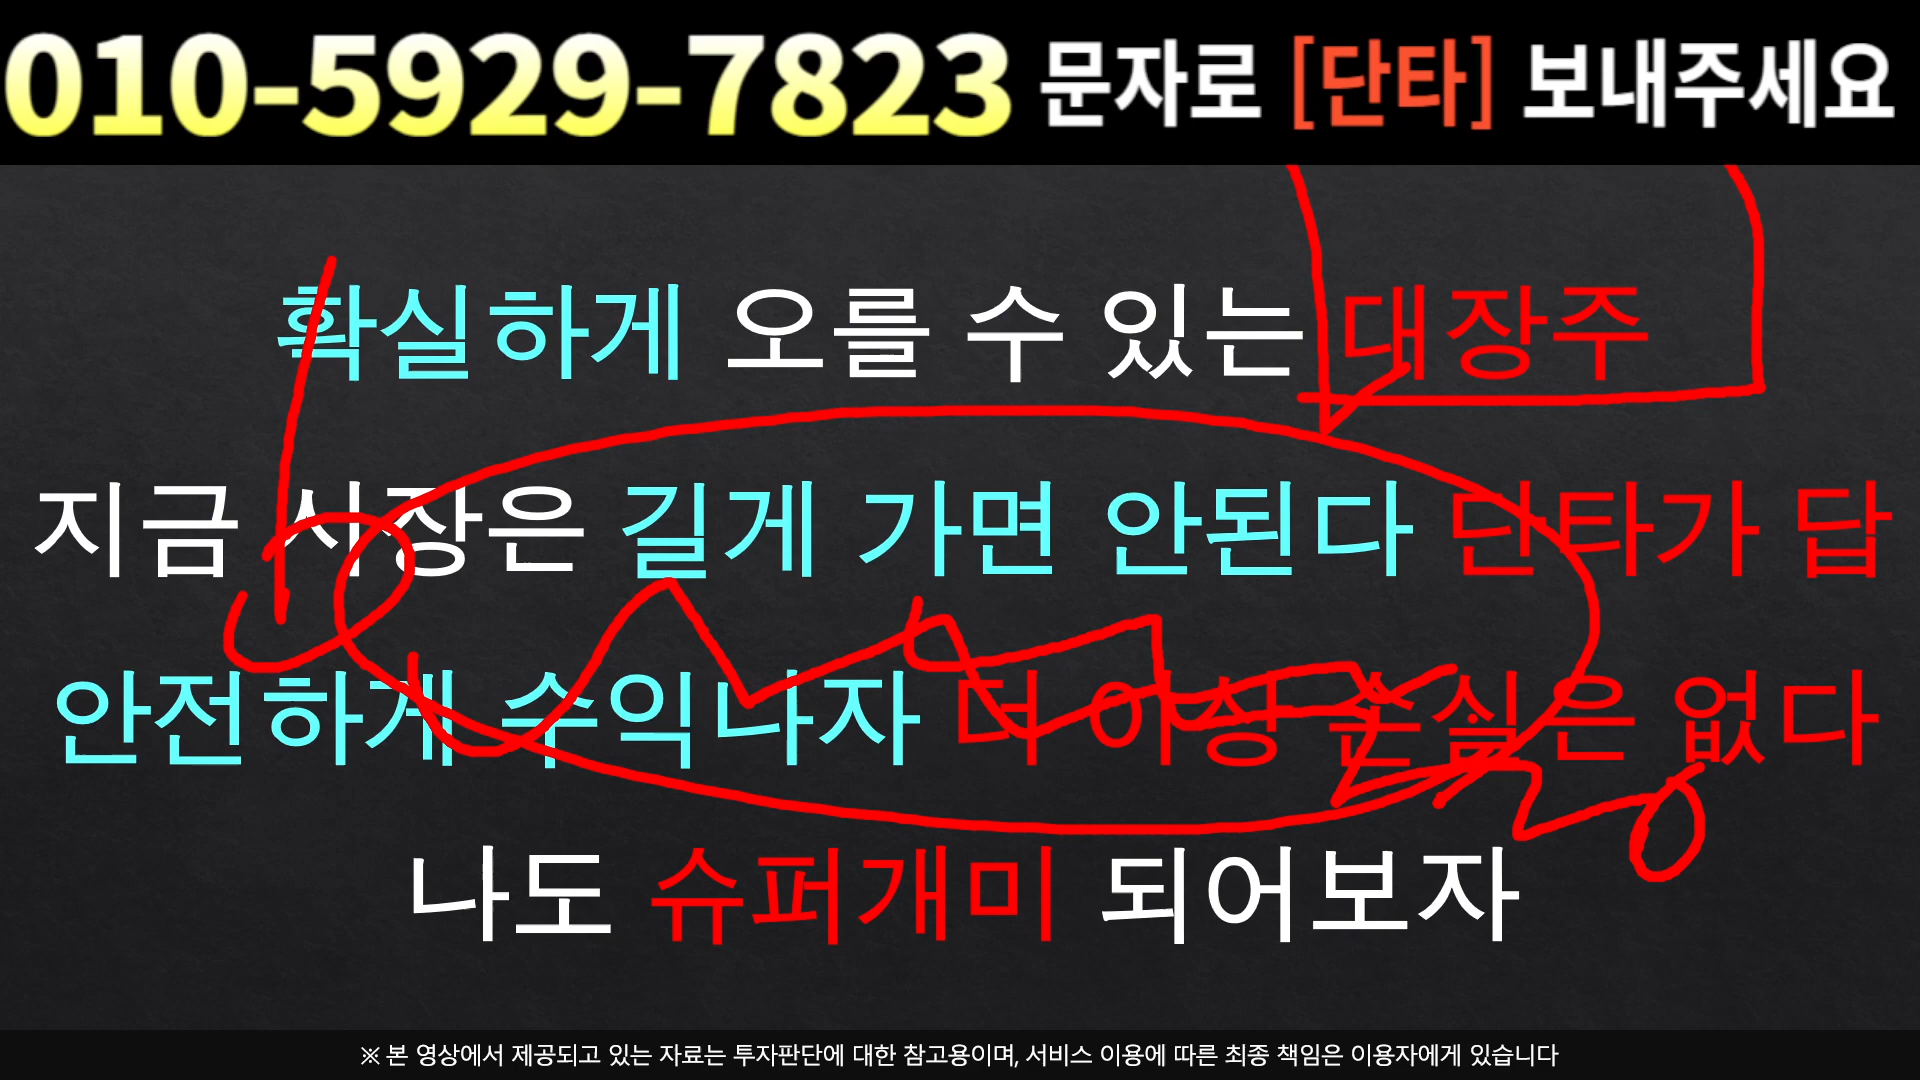 010-5929-7823 문자로 [단타] 보내주세요
확실하게 오를 수 있는 대장주
지금 시장은 길게 가면 안된다 단타가 답
안전하게 수익나자 더 이상 손실은 없다
나도 슈퍼개미 되어보자
※ 본 영상에서 제공되고 있는 자료는 투자판단에 대한 참고용이며, 서비스 이용에 따른 최종 책임은 이용자에게 있습니다